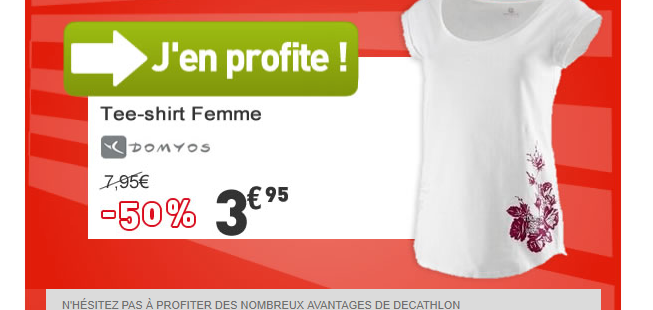 J'en profite !
Tee-shirt Femme
DOMYOS
7,95€
-50% 3€95
N'HÉSITEZ PAS À PROFITER DES NOMBREUX AVANTAGES DE DECATHLON